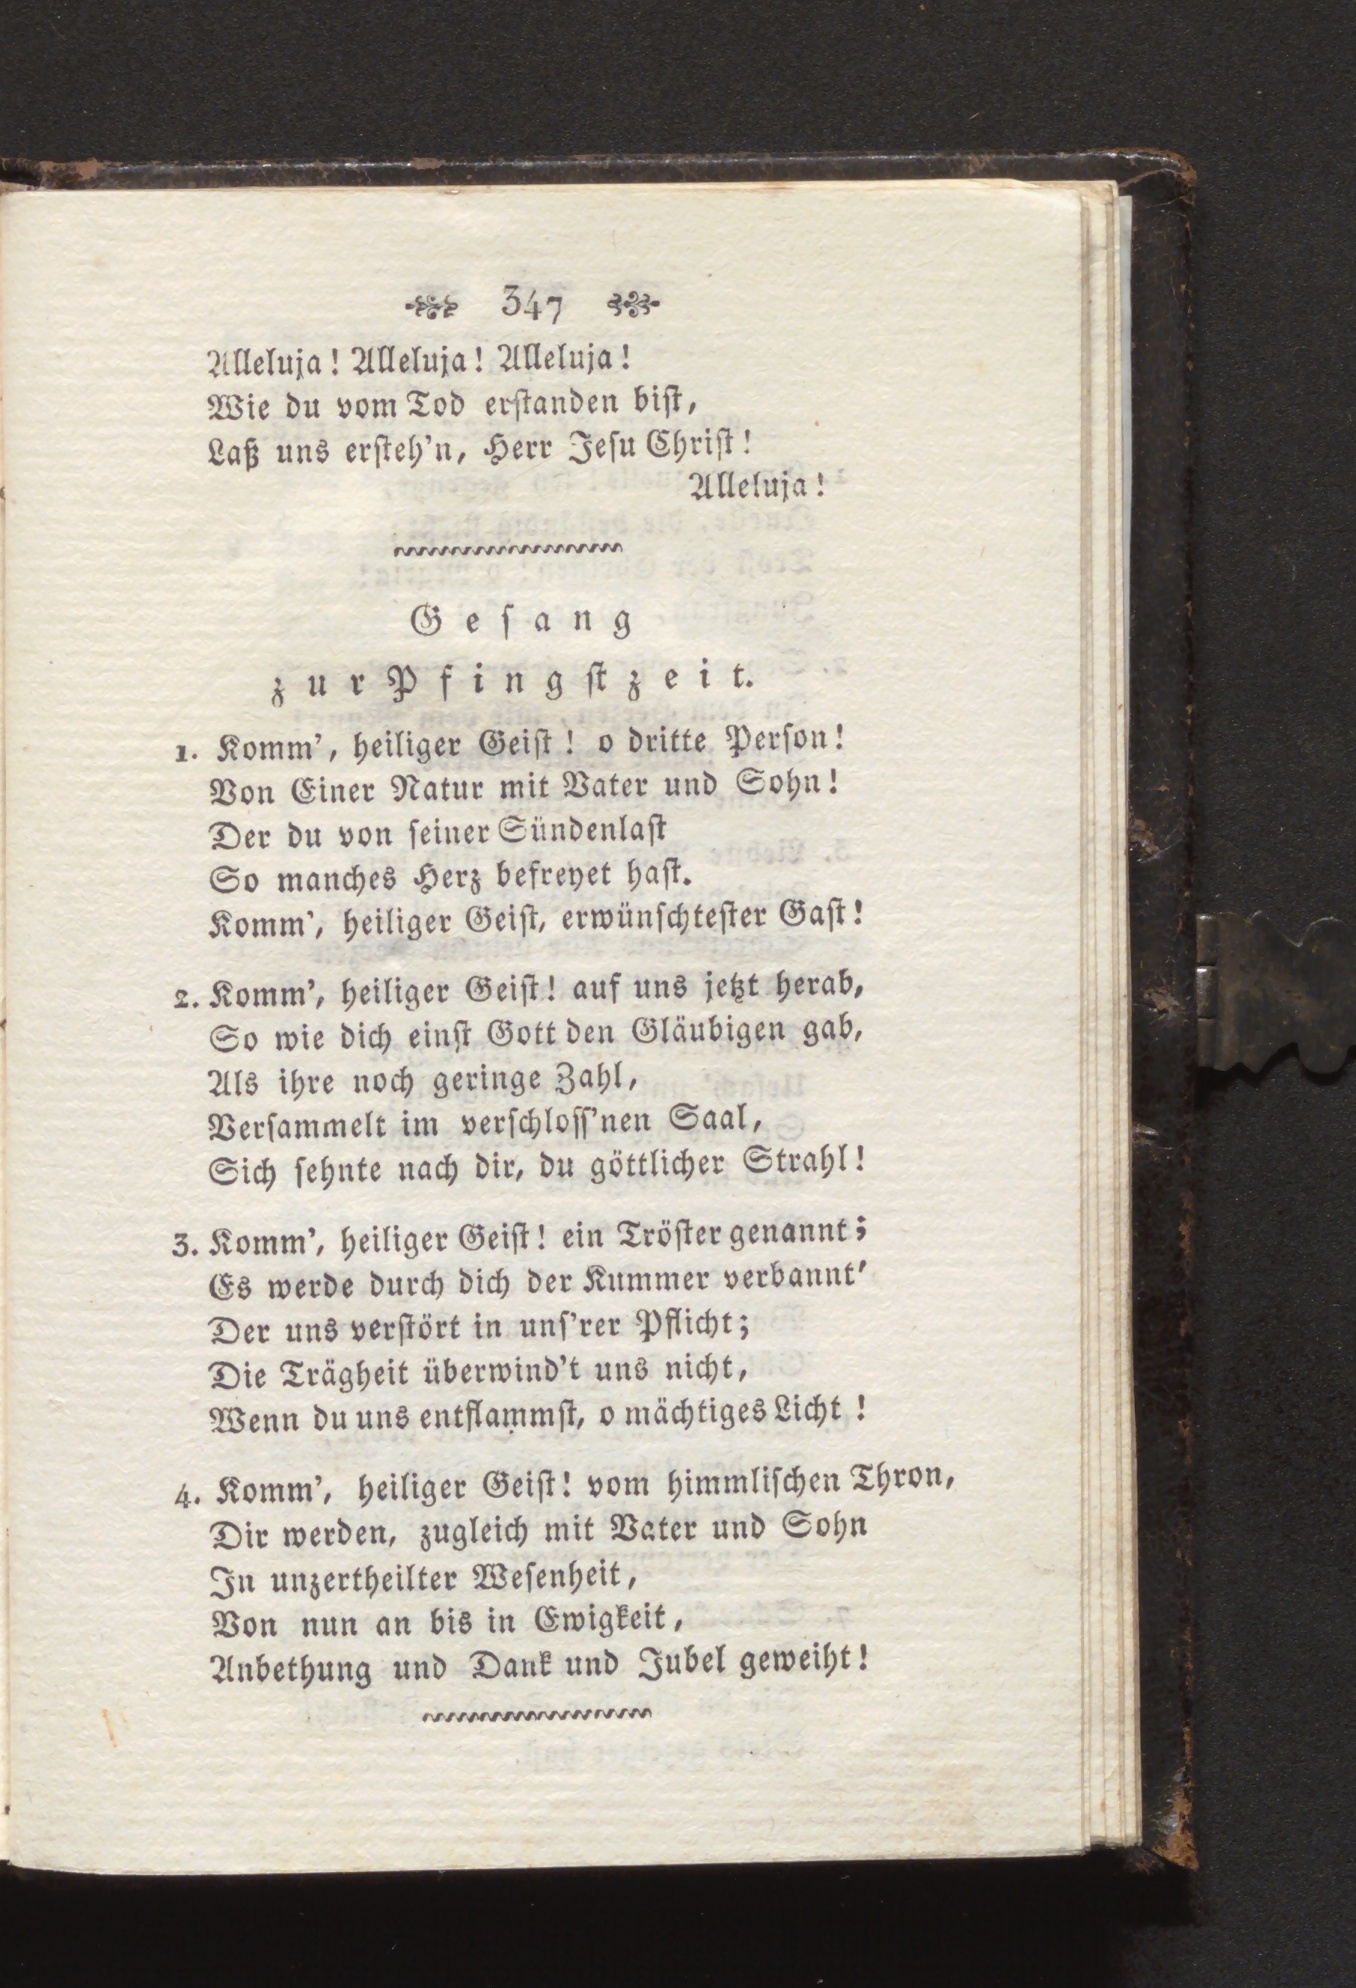 347
Alleluja! Alleluja! Alleluja!
Wie du vom Tod erſtanden biſt,
Laß uns erſteh’n, Herr Jeſu Chriſt!
Alleluja!
Geſang
zur Pfingſtzeit.
1. Komm’, heiliger Geiſt! o dritte Perſon!
Von Einer Natur mit Vater und Sohn!
Der du von ſeiner Sündenlaſt
So manches Herz befreyet haſt.
Komm’, heiliger Geiſt, erwünſchteſter Gaſt!
2. Komm’, heiliger Geiſt! auf uns jetzt herab,
So wie dich einſt Gott den Gläubigen gab,
Als ihre noch geringe Zahl,
Verſammelt im verſchloſſ’nen Saal,
Sich ſehnte nach dir, du göttlicher Strahl!
3. Komm’, heiliger Geiſt! ein Tröſter genannt;
Es werde durch dich der Kummer verbannt’
Der uns verſtört in unſ’rer Pflicht;
Die Trägheit überwind’t uns nicht,
Wenn du uns entflammſt, o mächtiges Licht!
4. Komm’, heiliger Geiſt! vom himmliſchen Thron,
Dir werden, zugleich mit Vater und Sohn
In unzertheilter Weſenheit,
Von nun an bis in Ewigkeit,
Anbethung und Dank und Jubel geweiht!